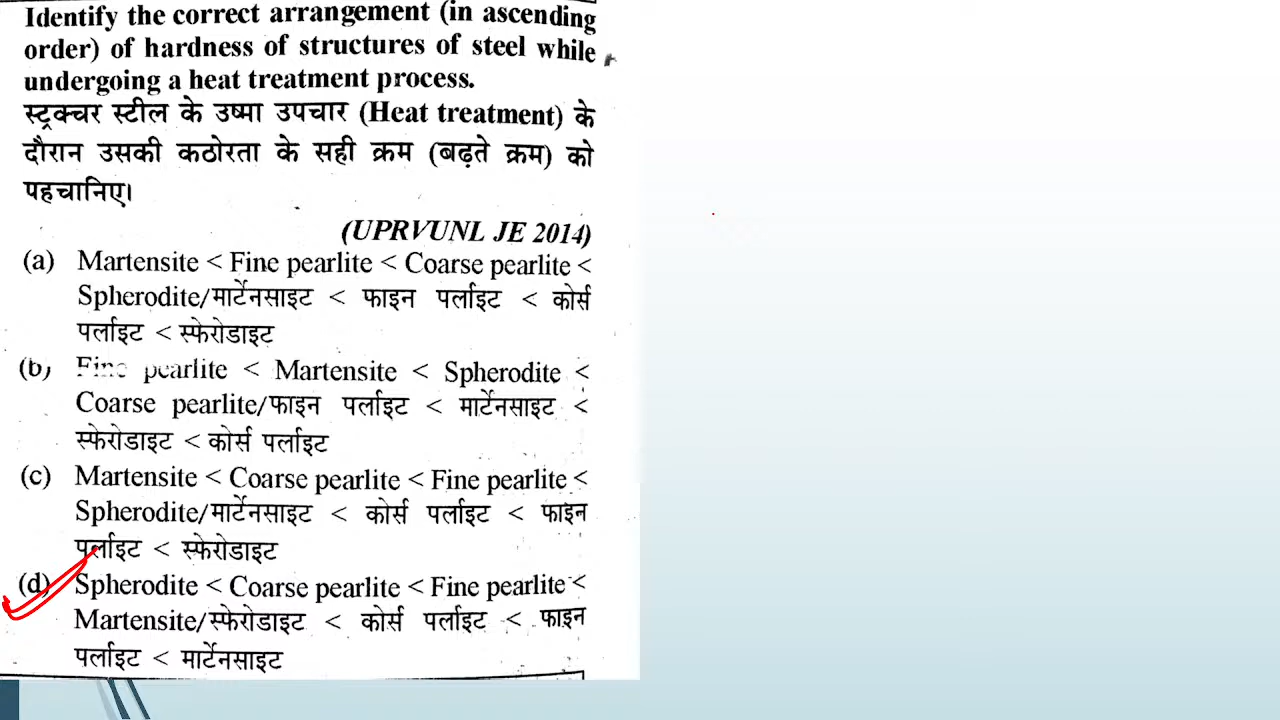 Identify the correct arrangement (in ascending
order) of hardness of structures of steel while
undergoing a heat treatment process.
स्ट्रक्चर स्टील के उष्मा उपचार (Heat treatment) के
दौरान उसकी कठोरता के सही क्रम (बढ़ते क्रम) को
पहचानिए।
(UPRVUNL JE 2014)
(a) Martensite < Fine pearlite < Coarse pearlite <
Spherodite/मार्टेनसाइट < फाइन पर्लाइट < कोर्स
पर्लाइट < स्फेरोडाइट
(b) Fine pearlite < Martensite < Spherodite <
Coarse pearlite/फाइन पर्लाइट < मार्टेनसाइट <
स्फेरोडाइट < कोर्स पर्लाइट
(c) Martensite < Coarse pearlite < Fine pearlite <
Spherodite/मार्टेनसाइट < कोर्स पर्लाइट < फाइन
पर्लाइट < स्फेरोडाइट
(d) Spherodite < Coarse pearlite < Fine pearlite <
Martensite/स्फेरोडाइट < कोर्स पर्लाइट < फाइन
पर्लाइट < मार्टेनसाइट